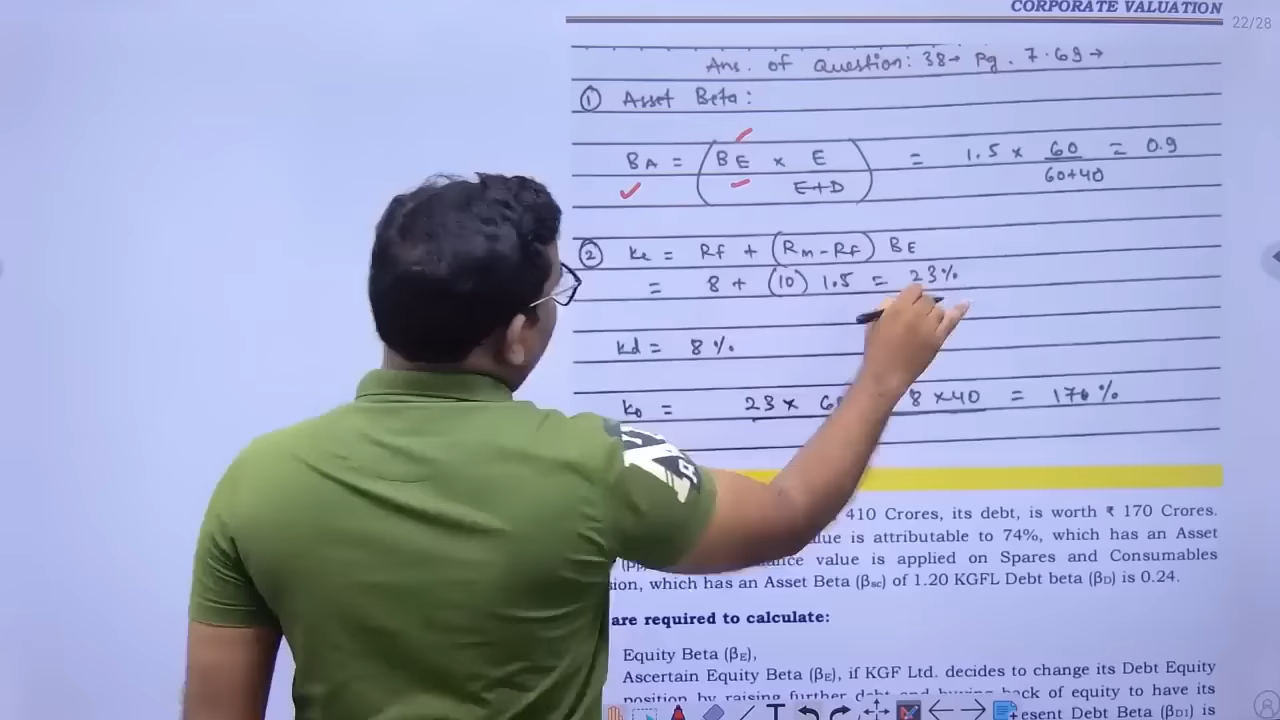 CORPORATE VALUATION
22/28
Ans. of Question: 38→ Pg. 7.69→
① Asset Beta:
BA = ( BE × E / E+D ) = 1.5 × 60 / 60+40 = 0.9
② Ke = Rf + (Rm-Rf) BE
= 8 + (10) 1.5 = 23%
Kd = 8%
Ko = 23 × 8 ×40 = %
410 Crores, its debt, is worth ₹ 170 Crores.
is attributable to 74%, which has an Asset
value is applied on Spares and Consumables
which has an Asset Beta (βsc) of 1.20 KGFL Debt beta (βD) is 0.24.
are required to calculate:
Equity Beta (βE),
Ascertain Equity Beta (βE), if KGF Ltd. decides to change its Debt Equity
position by raising further debt and buying back of equity to have its
Debt Beta (βD1) is